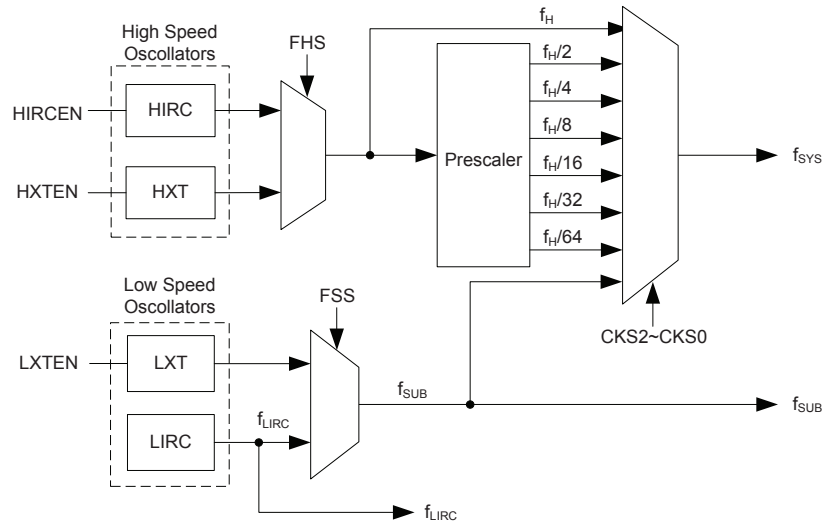 High Speed
Oscollators
FHS
f_H
HIRCEN
HIRC
HXTEN
HXT
Prescaler
f_H/2
f_H/4
f_H/8
f_H/16
f_H/32
f_H/64
f_SYS
CKS2~CKS0
Low Speed
Oscollators
FSS
LXTEN
LXT
LIRC
f_LIRC
f_SUB
f_SUB
f_LIRC